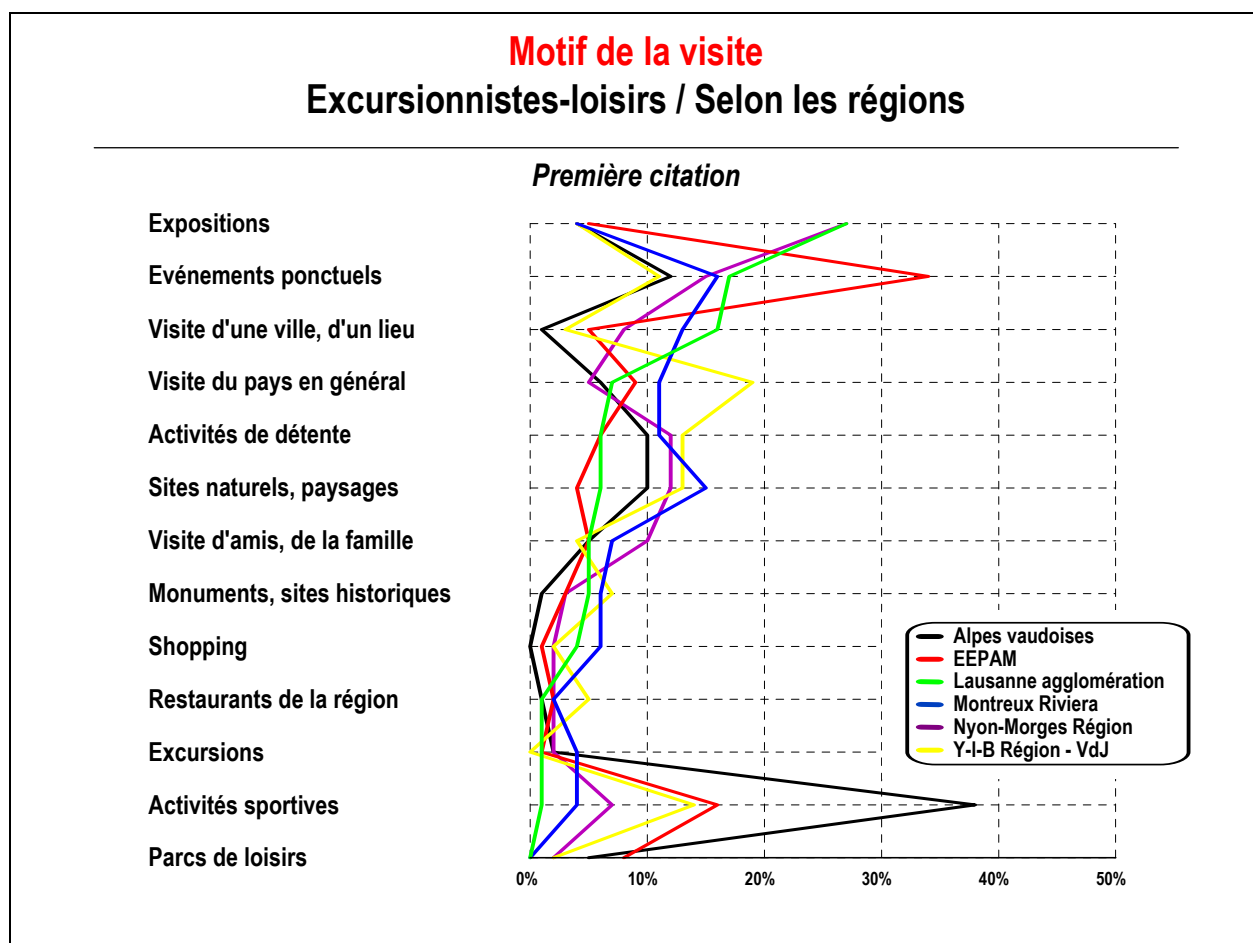 Motif de la visite
Excursionnistes-loisirs / Selon les régions
Première citation
Expositions
Evénements ponctuels
Visite d'une ville, d'un lieu
Visite du pays en général
Activités de détente
Sites naturels, paysages
Visite d'amis, de la famille
Monuments, sites historiques
Shopping
Restaurants de la région
Excursions
Activités sportives
Parcs de loisirs
Alpes vaudoises
EEPAM
Lausanne agglomération
Montreux Riviera
Nyon-Morges Région
Y-I-B Région - VdJ
0% 10% 20% 30% 40% 50%